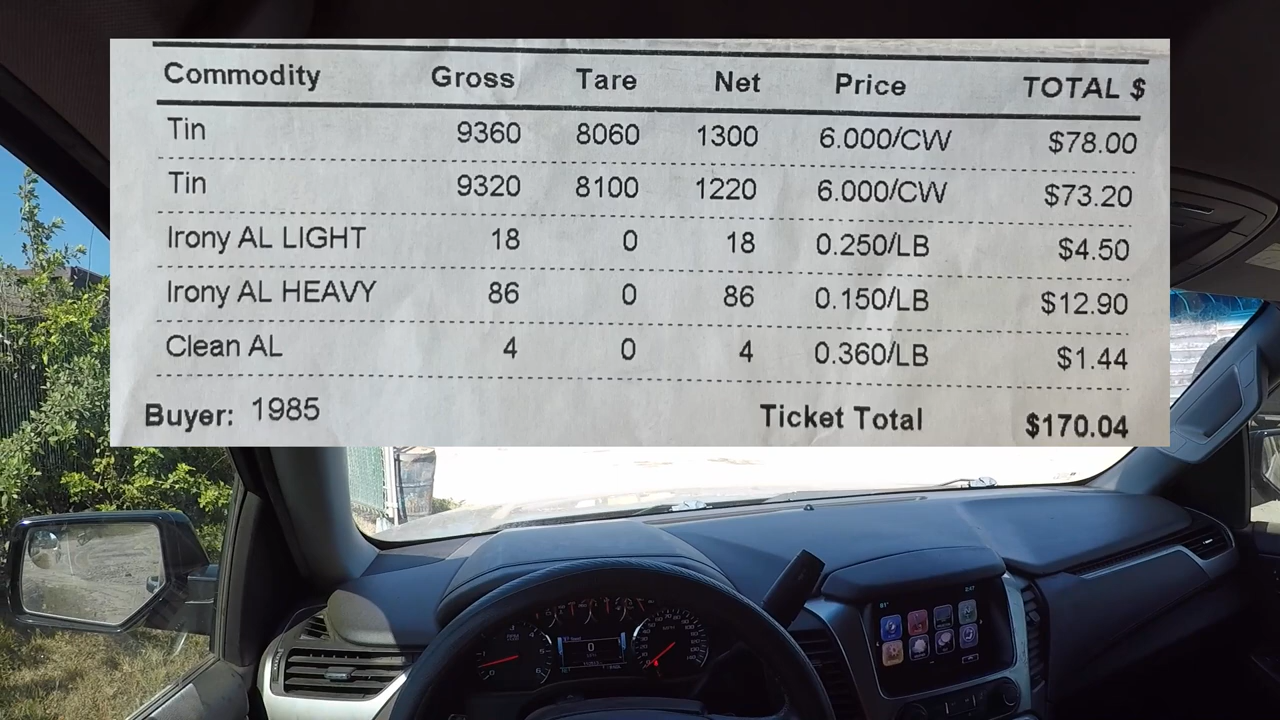 Commodity Gross Tare Net Price TOTAL $
Tin 9360 8060 1300 6.000/CW $78.00
Tin 9320 8100 1220 6.000/CW $73.20
Irony AL LIGHT 18 0 18 0.250/LB $4.50
Irony AL HEAVY 86 0 86 0.150/LB $12.90
Clean AL 4 0 4 0.360/LB $1.44
Buyer: 1985 Ticket Total $170.04